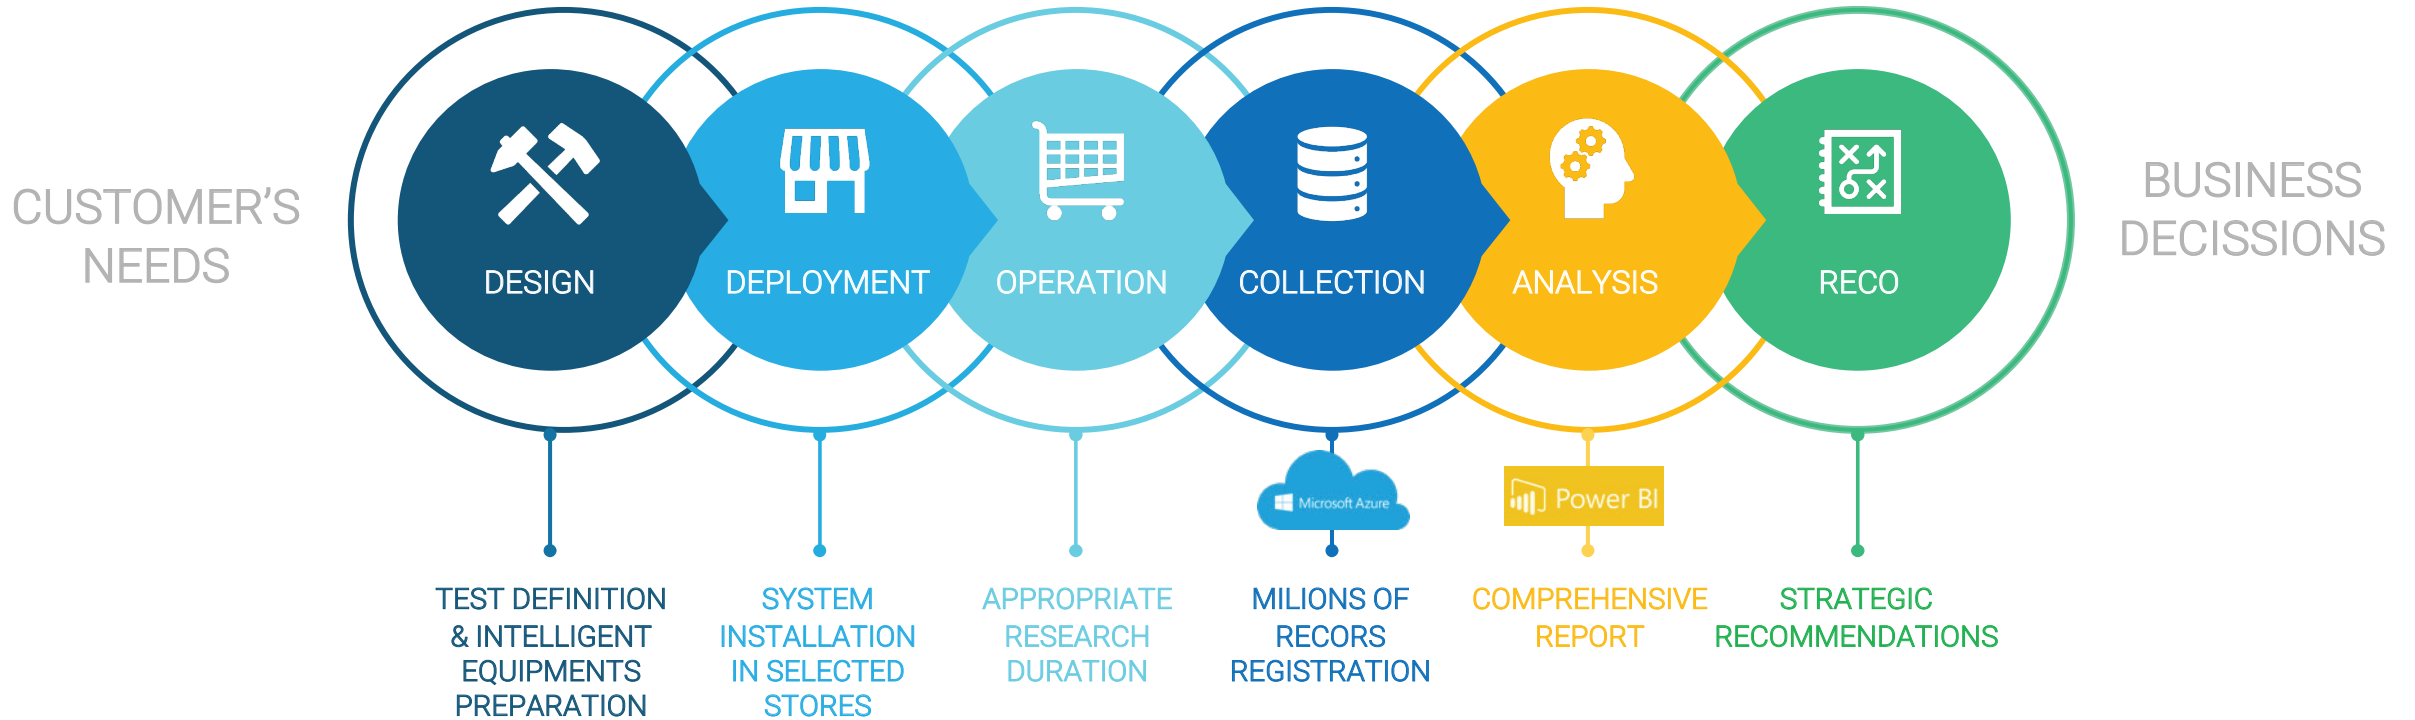 CUSTOMER'S
NEEDS
DESIGN
DEPLOYMENT
OPERATION
COLLECTION
ANALYSIS
RECO
BUSINESS
DECISSIONS
Microsoft Azure
Power BI
TEST DEFINITION
& INTELLIGENT
EQUIPMENTS
PREPARATION
SYSTEM
INSTALLATION
IN SELECTED
STORES
APPROPRIATE
RESEARCH
DURATION
MILIONS OF
RECORS
REGISTRATION
COMPREHENSIVE
REPORT
STRATEGIC
RECOMMENDATIONS